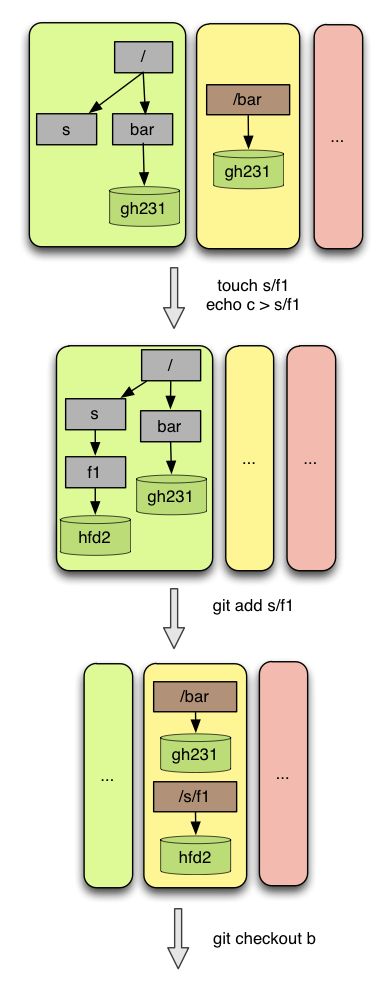 /
s
bar
gh231
/bar
gh231
...
touch s/f1
echo c > s/f1
/
s
bar
f1
gh231
hfd2
...
...
git add s/f1
...
/bar
gh231
/s/f1
hfd2
...
git checkout b